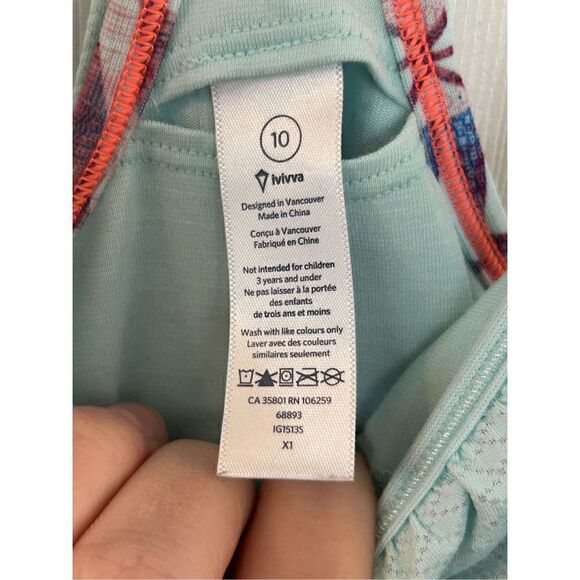 10
ivivva
Designed in Vancouver
Made in China
Conçu à Vancouver
Fabriqué en Chine
Not intended for children
3 years and under
Ne pas laisser à la portée
des enfants
de trois ans et moins
Wash with like colours only
Laver avec des couleurs
similaires seulement
CA 35801 RN 106259
68893
IG1513S
X1